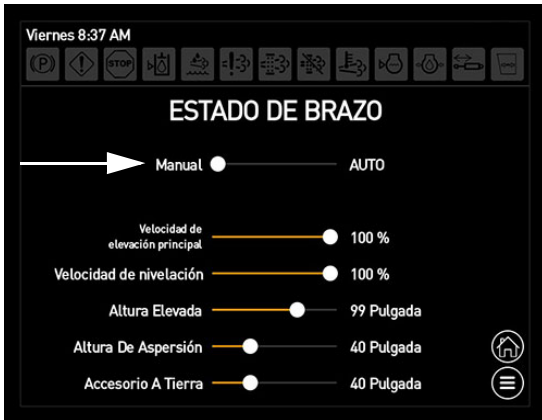 Viernes 8:37 AM
STOP
ESTADO DE BRAZO
Manual AUTO
Velocidad de
elevación principal 100 %
Velocidad de nivelación 100 %
Altura Elevada 99 Pulgada
Altura De Aspersión 40 Pulgada
Accesorio A Tierra 40 Pulgada